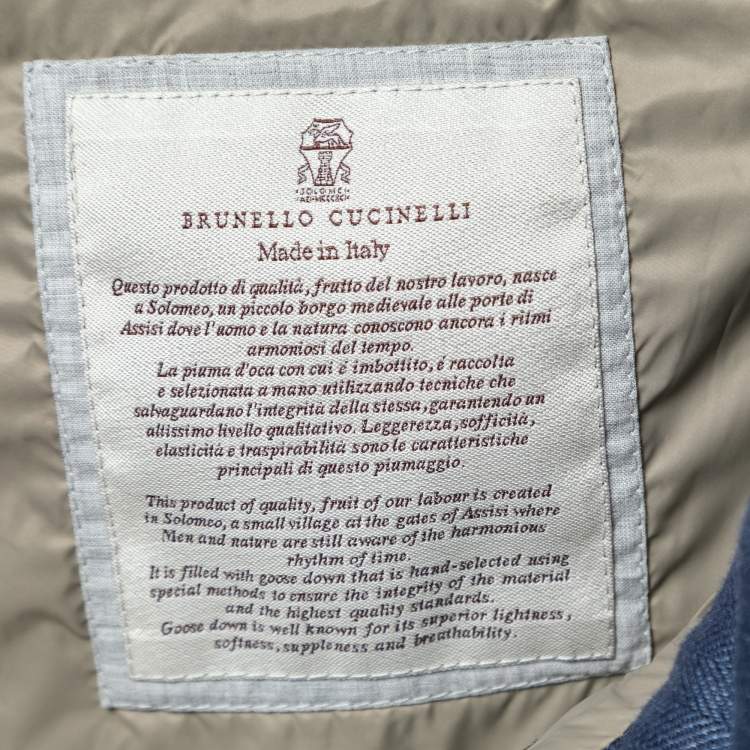 SOLOMEO
BRUNELLO CUCINELLI
Made in Italy
Questo prodotto di qualità, frutto del nostro lavoro, nasce
a Solomeo, un piccolo borgo medievale alle porte di
Assisi dove l'uomo e la natura conoscono ancora i ritmi
armoniosi del tempo.
La piuma d'oca con cui é imbottito, é raccolta
e selezionata a mano utilizzando tecniche che
salvaguardano l'integrità della stessa, garantendo un
altissimo livello qualitativo. Leggerezza, sofficità,
elasticità e traspirabilità sono le caratteristiche
principali di questo piumaggio.
This product of quality, fruit of our labour is created
in Solomeo, a small village at the gates of Assisi where
Men and nature are still aware of the harmonious
rhythm of time.
It is filled with goose down that is hand-selected using
special methods to ensure the integrity of the material
and the highest quality standards.
Goose down is well known for its superior lightness,
softness, suppleness and breathability.